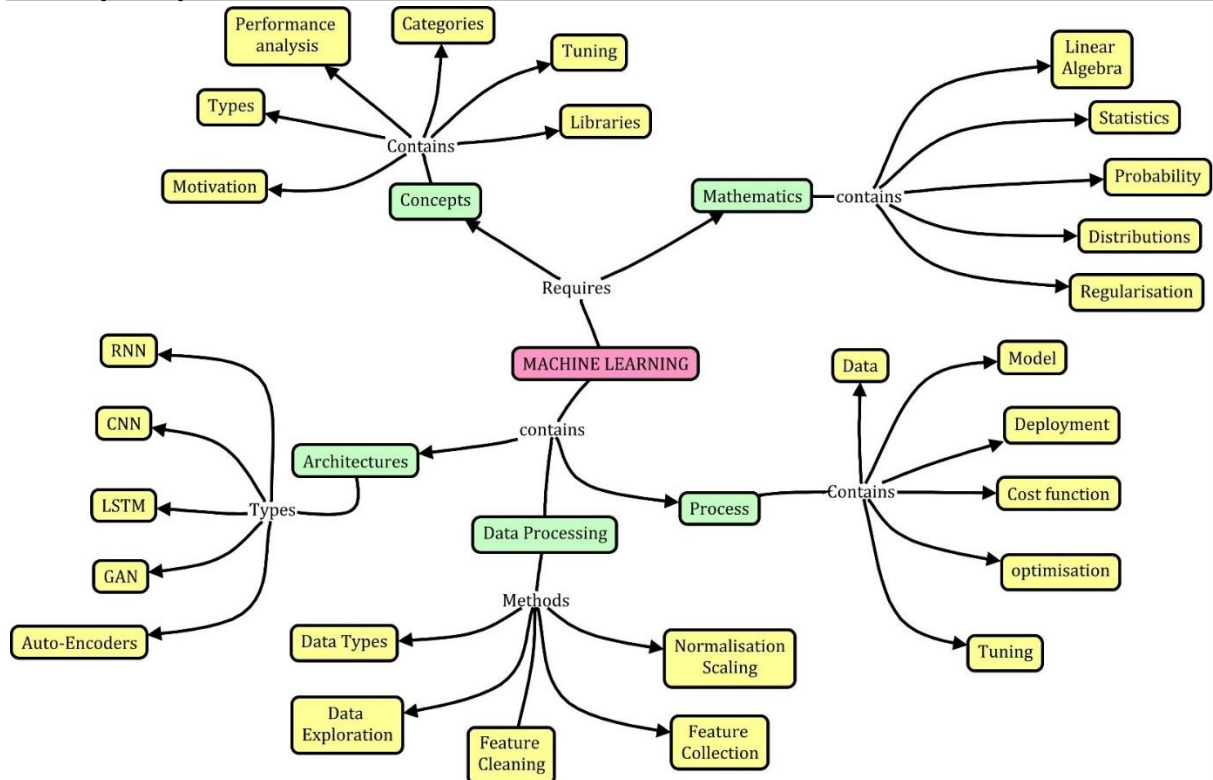 Performance
analysis
Categories
Tuning
Types
Libraries
Contains
Motivation
Concepts
Linear
Algebra
Statistics
Probability
Mathematics
contains
Distributions
Regularisation
Requires
MACHINE LEARNING
contains
RNN
CNN
Architectures
LSTM
Types
GAN
Auto-Encoders
Data
Model
Deployment
Process
Contains
Cost function
optimisation
Tuning
Data Processing
Methods
Data Types
Normalisation
Scaling
Data
Exploration
Feature
Cleaning
Feature
Collection